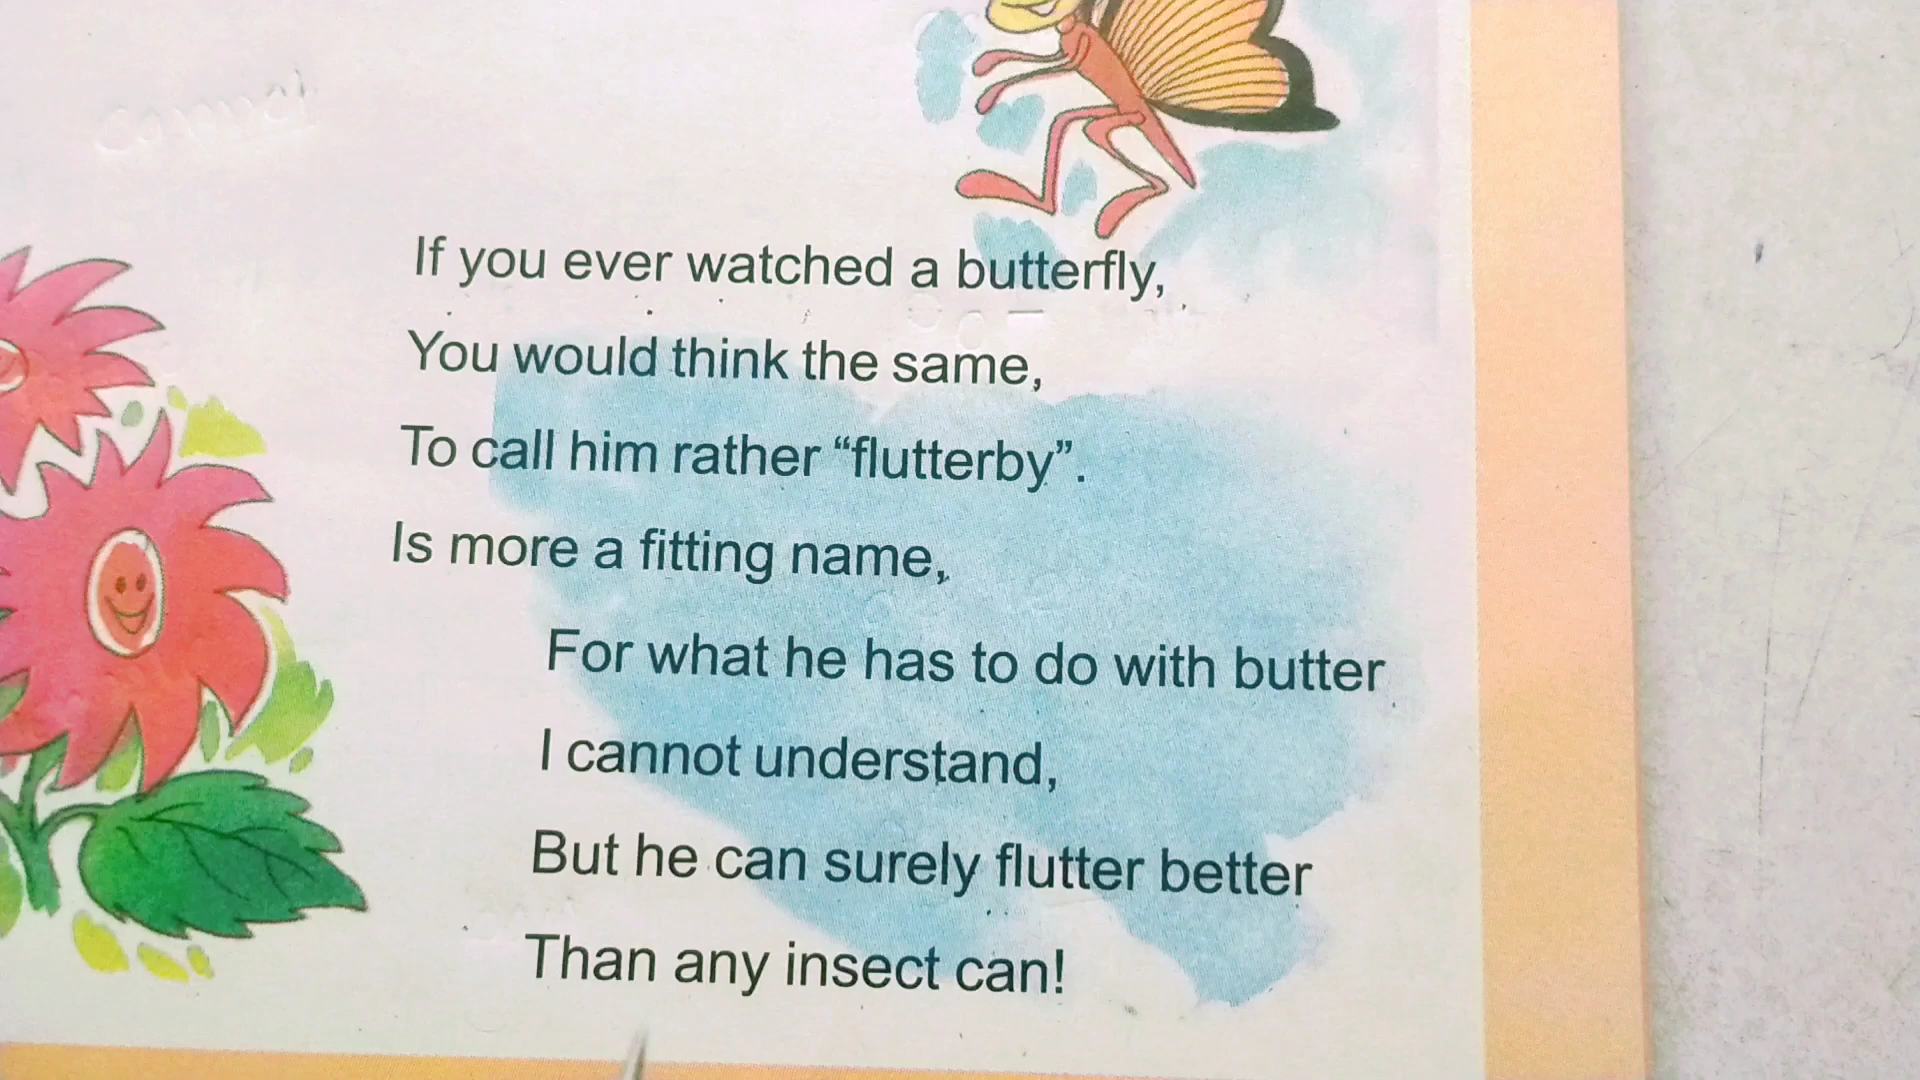 If you ever watched a butterfly,
You would think the same,
To call him rather “flutterby”.
Is more a fitting name,
For what he has to do with butter
I cannot understand,
But he can surely flutter better
Than any insect can!